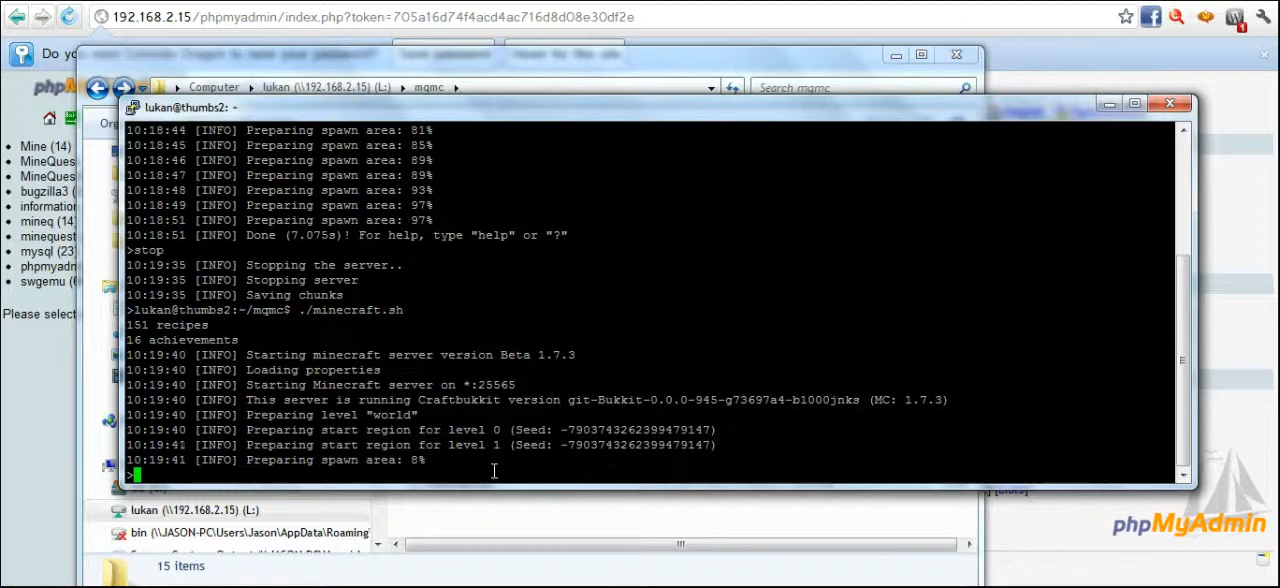 192.168.2.15/phpmyadmin/index.php?token=705a16d74f4acd4ac716d8d08e30df2e
Do you
Computer lukan (\\192.168.2.15) (L:) mqmc
Search mqmc
lukan@thumbs2: ~
Org
Mine (14)
MineQues
MineQues
bugzilla3 (
information
mineq (14)
minequest
mysql (23)
phpmyadn
swgemu (6
Please select
10:18:44 [INFO] Preparing spawn area: 81%
10:18:45 [INFO] Preparing spawn area: 85%
10:18:46 [INFO] Preparing spawn area: 89%
10:18:47 [INFO] Preparing spawn area: 89%
10:18:48 [INFO] Preparing spawn area: 93%
10:18:49 [INFO] Preparing spawn area: 97%
10:18:51 [INFO] Preparing spawn area: 97%
10:18:51 [INFO] Done (7.075s)! For help, type "help" or "?"
>stop
10:19:35 [INFO] Stopping the server..
10:19:35 [INFO] Stopping server
10:19:35 [INFO] Saving chunks
>lukan@thumbs2:~/mqmc$ ./minecraft.sh
151 recipes
16 achievements
10:19:40 [INFO] Starting minecraft server version Beta 1.7.3
10:19:40 [INFO] Loading properties
10:19:40 [INFO] Starting Minecraft server on *:25565
10:19:40 [INFO] This server is running Craftbukkit version git-Bukkit-0.0.0-945-g73697a4-b1000jnks (MC: 1.7.3)
10:19:40 [INFO] Preparing level "world"
10:19:40 [INFO] Preparing start region for level 0 (Seed: -7903743262399479147)
10:19:41 [INFO] Preparing start region for level 1 (Seed: -7903743262399479147)
10:19:41 [INFO] Preparing spawn area: 8%
>
lukan (\\192.168.2.15) (L:)
bin (\\JASON-PC\Users\Jason\AppData\Roaming
15 items
phpMyAdmin